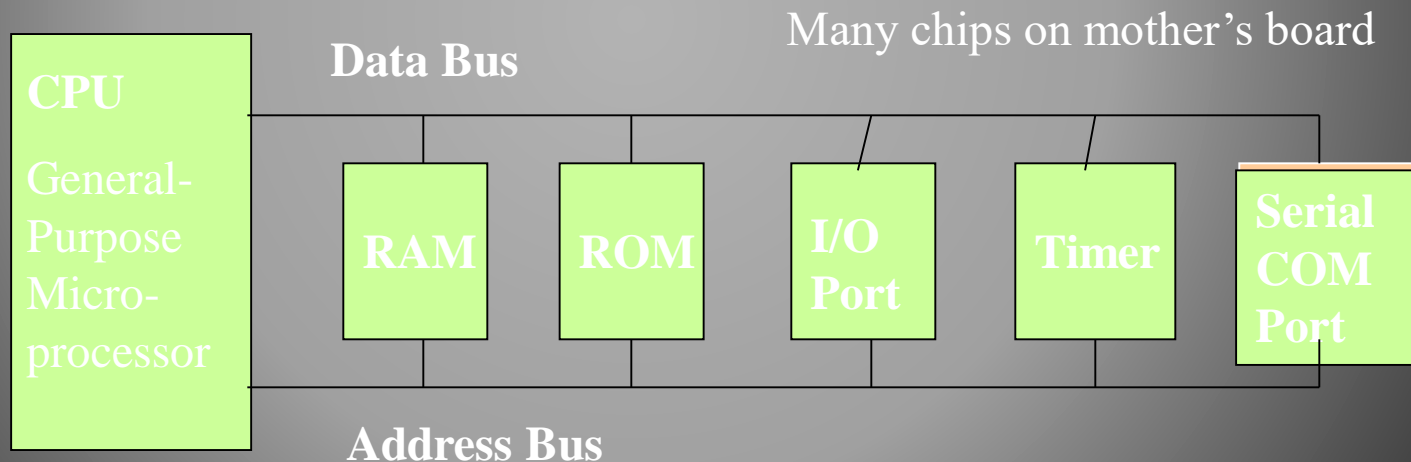 Many chips on mother’s board
Data Bus
CPU
General-
Purpose
Micro-
processor
RAM
ROM
I/O
Port
Timer
Serial
COM
Port
Address Bus